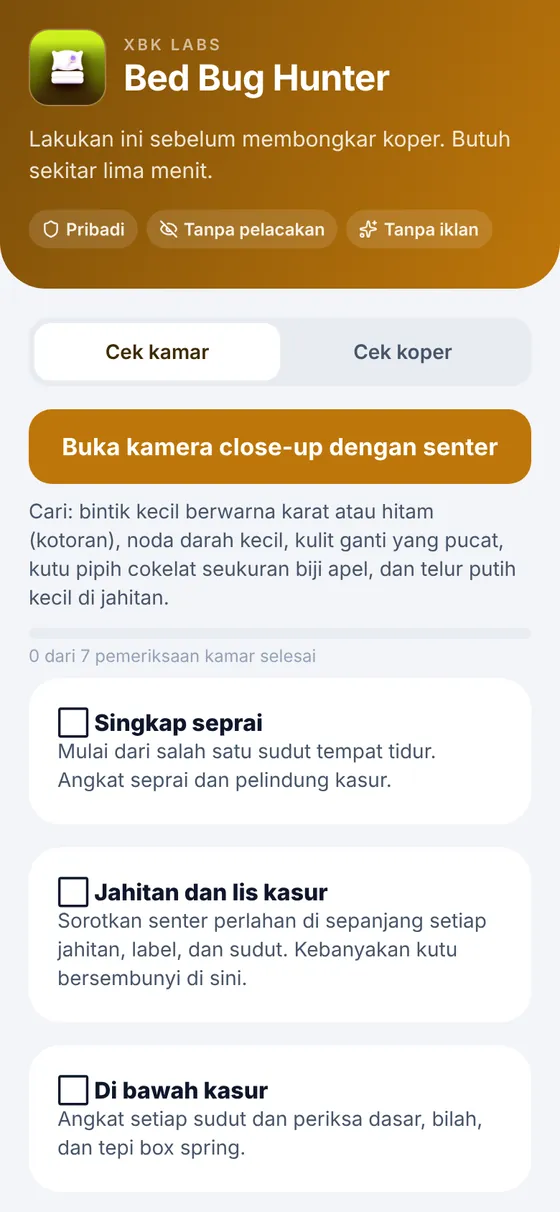 XBK LABS
Bed Bug Hunter
Lakukan ini sebelum membongkar koper. Butuh
sekitar lima menit.
Pribadi
Tanpa pelacakan
Tanpa iklan
Cek kamar
Cek koper
Buka kamera close-up dengan senter
Cari: bintik kecil berwarna karat atau hitam
(kotoran), noda darah kecil, kulit ganti yang pucat,
kutu pipih cokelat seukuran biji apel, dan telur putih
kecil di jahitan.
0 dari 7 pemeriksaan kamar selesai
Singkap seprai
Mulai dari salah satu sudut tempat tidur.
Angkat seprai dan pelindung kasur.
Jahitan dan lis kasur
Sorotkan senter perlahan di sepanjang setiap
jahitan, label, dan sudut. Kebanyakan kutu
bersembunyi di sini.
Di bawah kasur
Angkat setiap sudut dan periksa dasar, bilah,
dan tepi box spring.